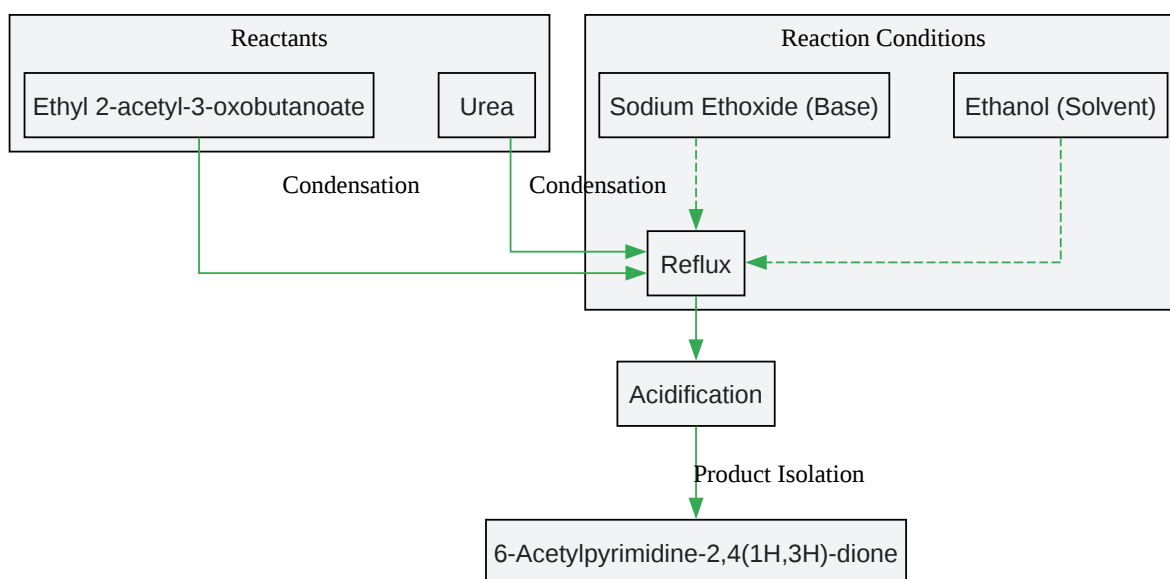 Reactants
Reaction Conditions
Ethyl 2-acetyl-3-oxobutanoate
Urea
Sodium Ethoxide (Base)
Ethanol (Solvent)
Condensation
Condensation
Reflux
Acidification
Product Isolation
6-Acetylpyrimidine-2,4(1H,3H)-dione